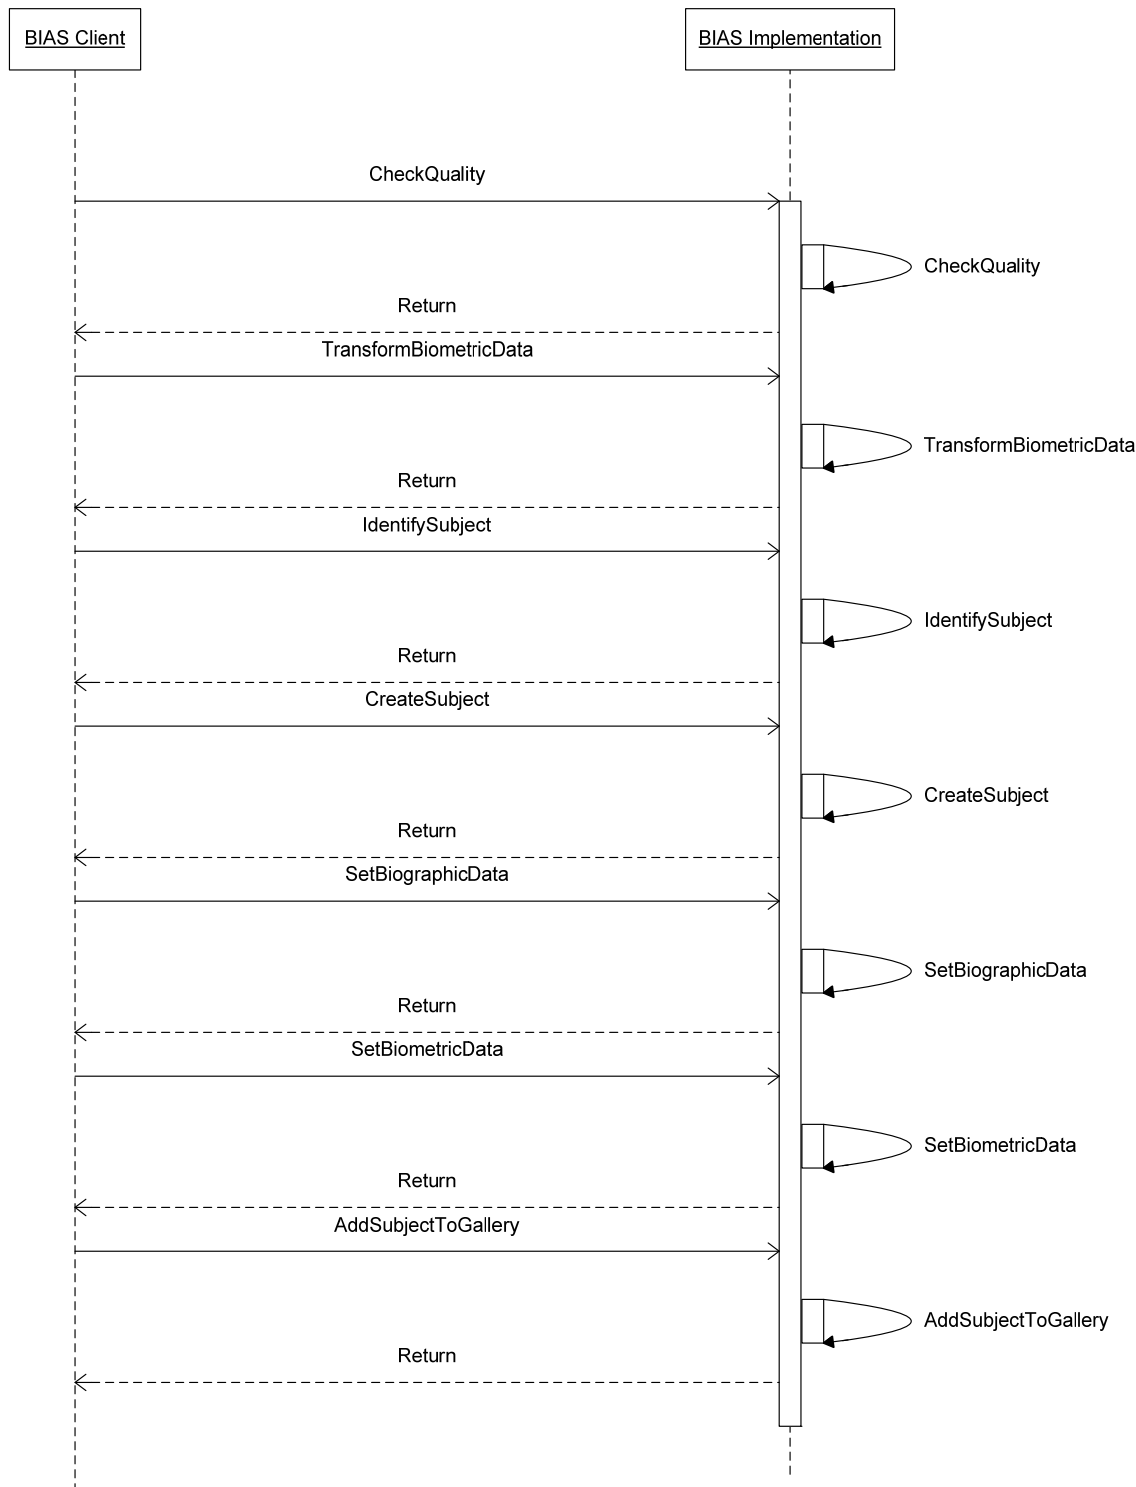 BIAS Client
BIAS Implementation
CheckQuality
CheckQuality
Return
TransformBiometricData
TransformBiometricData
Return
IdentifySubject
IdentifySubject
Return
CreateSubject
CreateSubject
Return
SetBiographicData
SetBiographicData
Return
SetBiometricData
SetBiometricData
Return
AddSubjectToGallery
AddSubjectToGallery
Return